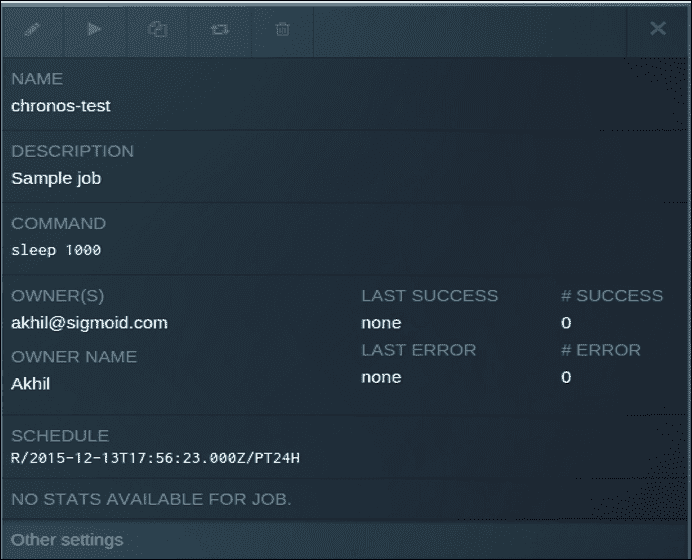 NAME
chronos-test
DESCRIPTION
Sample job
COMMAND
sleep 1000
OWNER(S)
akhil@sigmoid.com
OWNER NAME
Akhil
LAST SUCCESS
none
LAST ERROR
none
# SUCCESS
0
# ERROR
0
SCHEDULE
R/2015-12-13T17:56:23.000Z/PT24H
NO STATS AVAILABLE FOR JOB.
Other settings